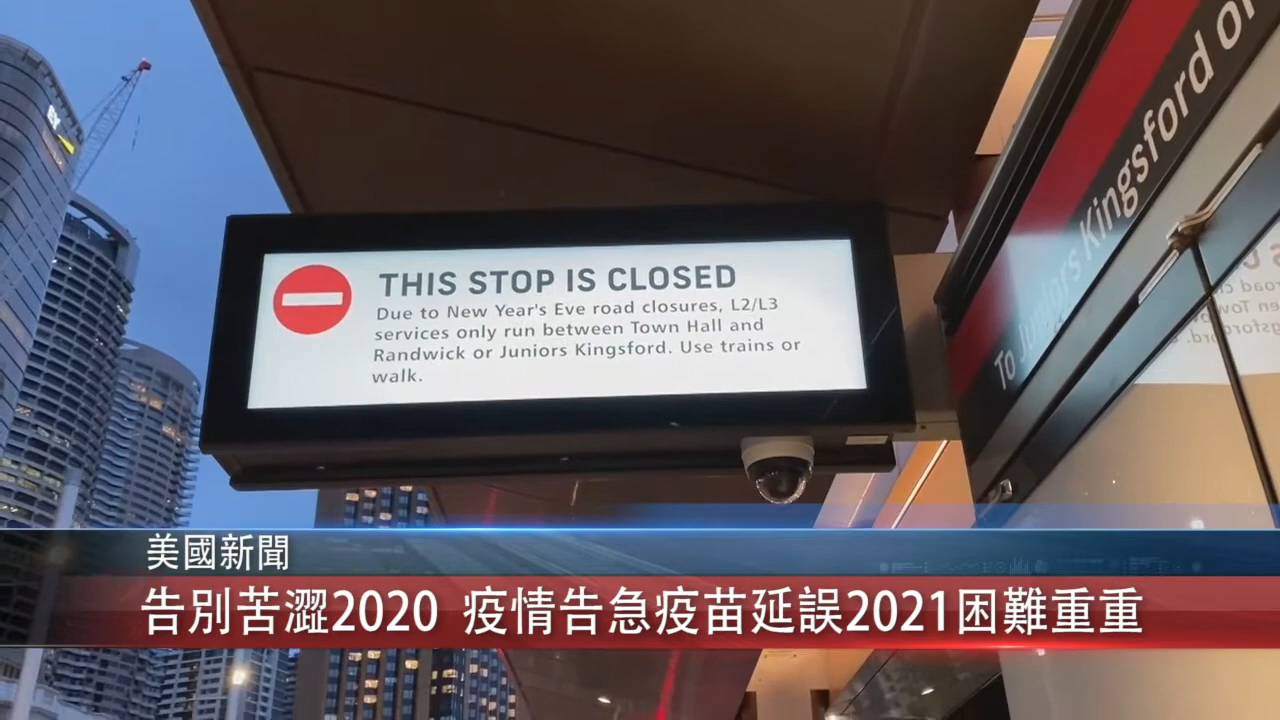 EY
THIS STOP IS CLOSED
Due to New Year's Eve road closures, L2/L3
services only run between Town Hall and
Randwick or Juniors Kingsford. Use trains or
walk.
To Juniors Kingsford or
美國新聞
告別苦澀2020 疫情告急疫苗延誤2021困難重重